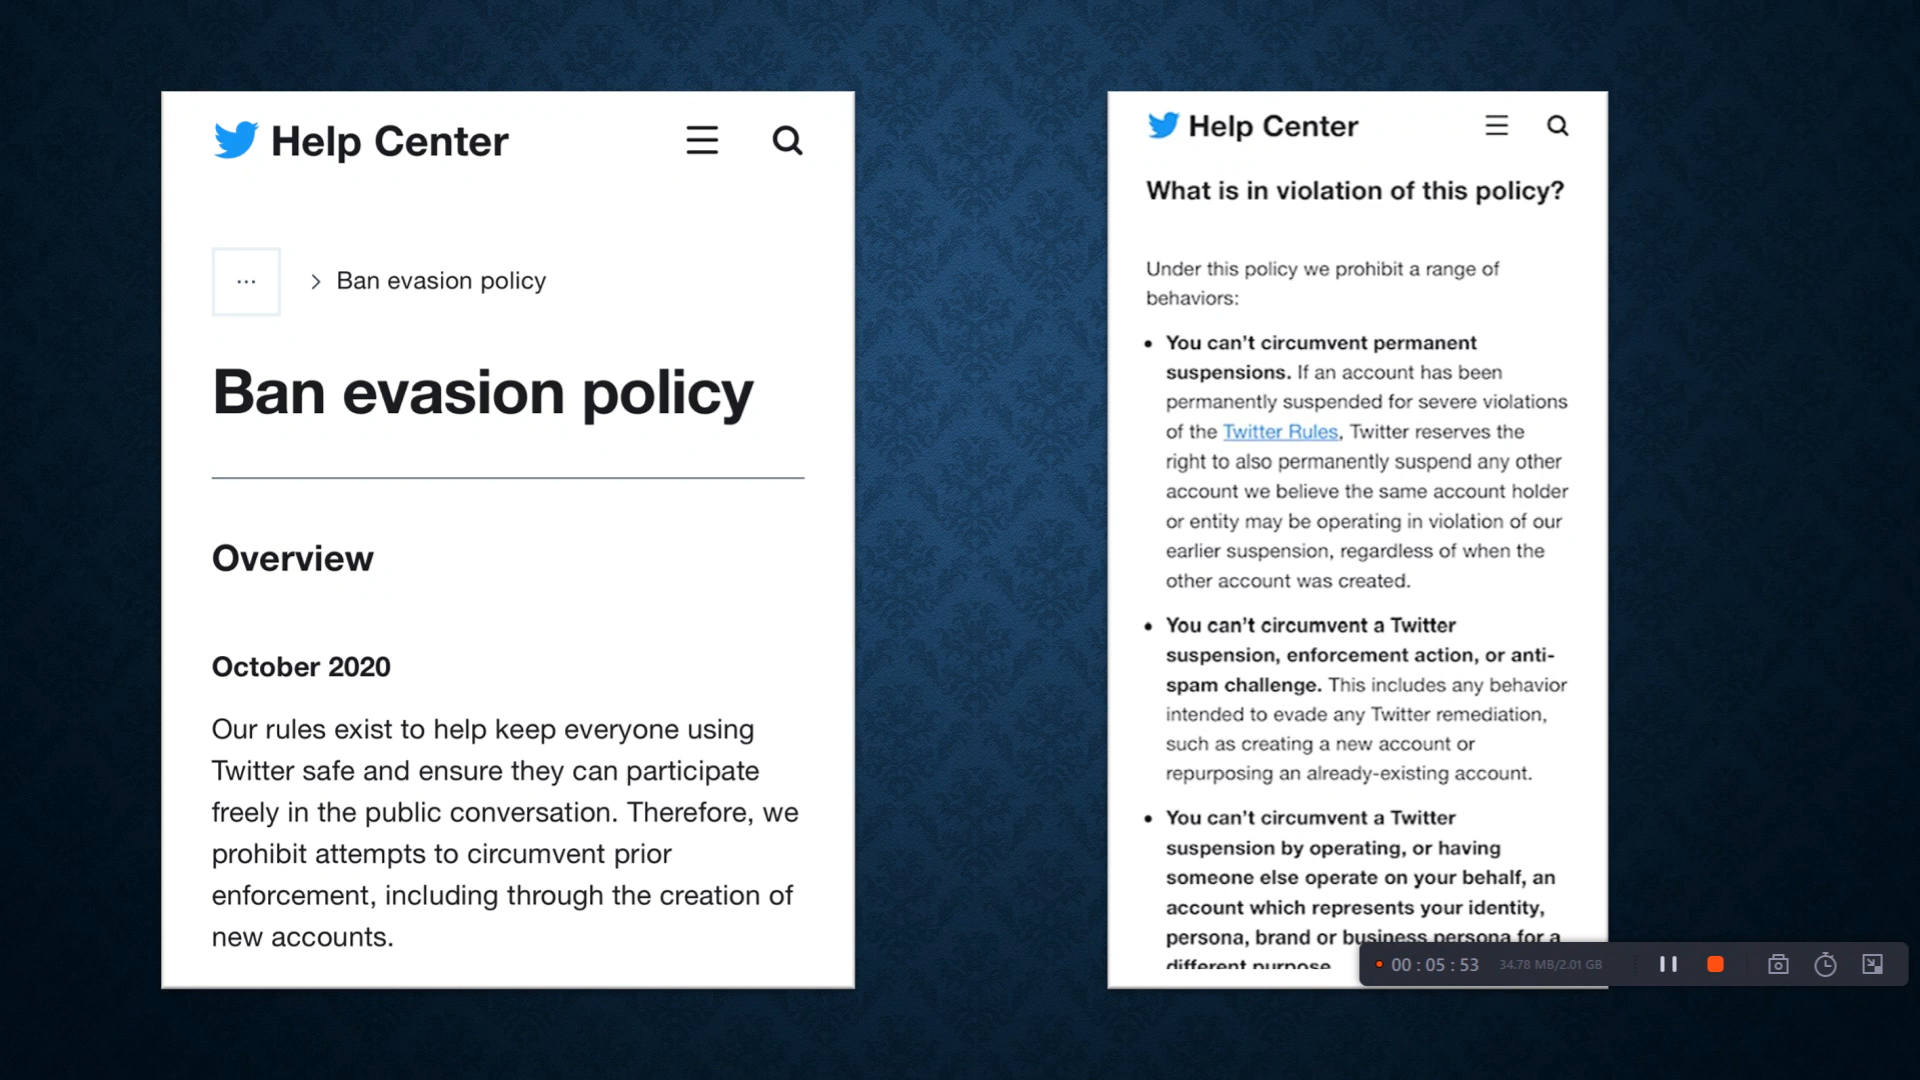 Help Center
... > Ban evasion policy
Ban evasion policy
Overview
October 2020
Our rules exist to help keep everyone using
Twitter safe and ensure they can participate
freely in the public conversation. Therefore, we
prohibit attempts to circumvent prior
enforcement, including through the creation of
new accounts.
Help Center
What is in violation of this policy?
Under this policy we prohibit a range of
behaviors:
• You can’t circumvent permanent
suspensions. If an account has been
permanently suspended for severe violations
of the Twitter Rules, Twitter reserves the
right to also permanently suspend any other
account we believe the same account holder
or entity may be operating in violation of our
earlier suspension, regardless of when the
other account was created.
• You can’t circumvent a Twitter
suspension, enforcement action, or anti-
spam challenge. This includes any behavior
intended to evade any Twitter remediation,
such as creating a new account or
repurposing an already-existing account.
• You can’t circumvent a Twitter
suspension by operating, or having
someone else operate on your behalf, an
account which represents your identity,
persona, brand or business persona for a
different purpose
00 : 05 : 53 34.78 MB/2.01 GB